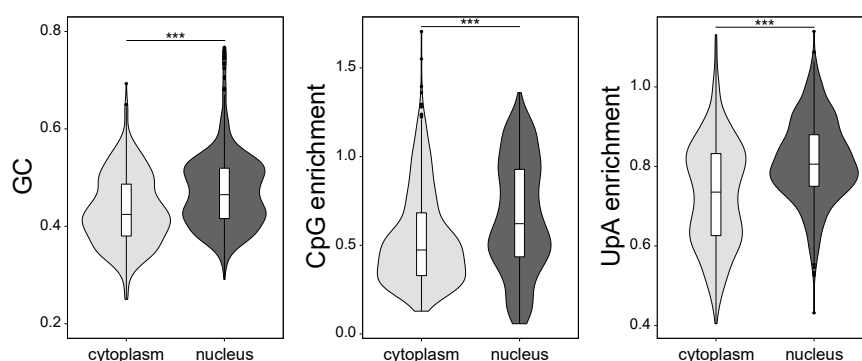 GC
0.8
0.6
0.4
0.2
***
cytoplasm nucleus
CpG enrichment
1.5
1.0
0.5
0.0
***
cytoplasm nucleus
UpA enrichment
1.0
0.8
0.6
0.4
***
cytoplasm nucleus